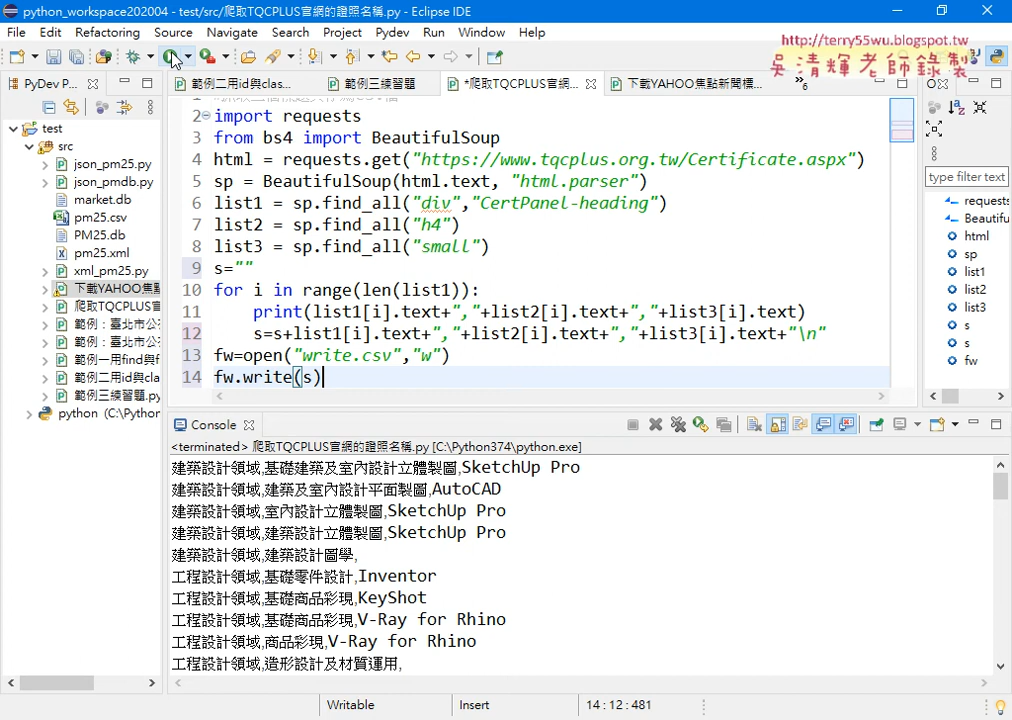 python_workspace202004 - test/src/爬取TQCPLUS官網的證照名稱.py - Eclipse IDE
File Edit Refactoring Source Navigate Search Project Pydev Run Window Help
http://terry55wu.blogspot.tw
吳清輝老師錄製
PyDev P...
範例二用id與cla...
範例三練習題
*爬取TQCPLUS官網...
下載YAHOO焦點新聞標...
»6
test
src
json_pm25.py
json_pmdb.py
market.db
pm25.csv
PM25.db
pm25.xml
xml_pm25.py
下載YAHOO焦點
爬取TQCPLUS官
範例：臺北市公
範例：臺北市公
範例一用find與f
範例二用id與cla
範例三練習題.py
python (C:\Python
2 import requests
3 from bs4 import BeautifulSoup
4 html = requests.get("https://www.tqcplus.org.tw/Certificate.aspx")
5 sp = BeautifulSoup(html.text, "html.parser")
6 list1 = sp.find_all("div","CertPanel-heading")
7 list2 = sp.find_all("h4")
8 list3 = sp.find_all("small")
9 s=""
10 for i in range(len(list1)):
11 print(list1[i].text+","+list2[i].text+","+list3[i].text)
12 s=s+list1[i].text+","+list2[i].text+","+list3[i].text+"\n"
13 fw=open("write.csv","w")
14 fw.write(s)
type filter text
requests
Beautifu
html
sp
list1
list2
list3
s
s
fw
Console
<terminated> 爬取TQCPLUS官網的證照名稱.py [C:\Python374\python.exe]
建築設計領域,基礎建築及室內設計立體製圖,SketchUp Pro
建築設計領域,建築及室內設計平面製圖,AutoCAD
建築設計領域,室內設計立體製圖,SketchUp Pro
建築設計領域,建築設計立體製圖,SketchUp Pro
建築設計領域,建築設計圖學,
工程設計領域,基礎零件設計,Inventor
工程設計領域,基礎商品彩現,KeyShot
工程設計領域,基礎商品彩現,V-Ray for Rhino
工程設計領域,商品彩現,V-Ray for Rhino
工程設計領域,造形設計及材質運用,
Writable
Insert
14 : 12 : 481